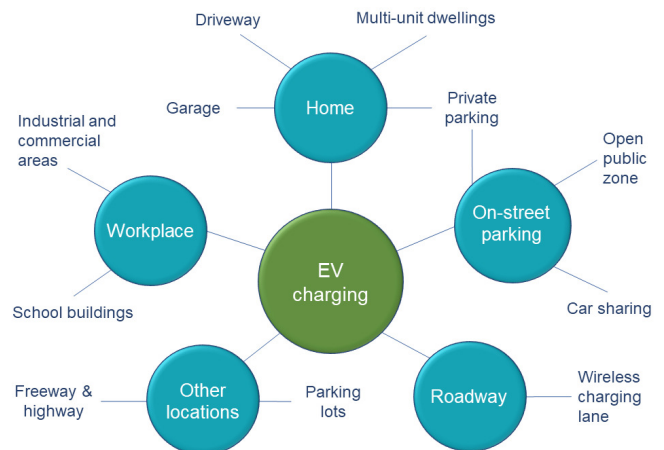 Driveway
Multi-unit dwellings
Garage
Home
Private
parking
Industrial and
commercial
areas
Open
public
zone
Workplace
On-street
parking
EV
charging
School buildings
Car sharing
Freeway &
highway
Other
locations
Parking
lots
Roadway
Wireless
charging
lane